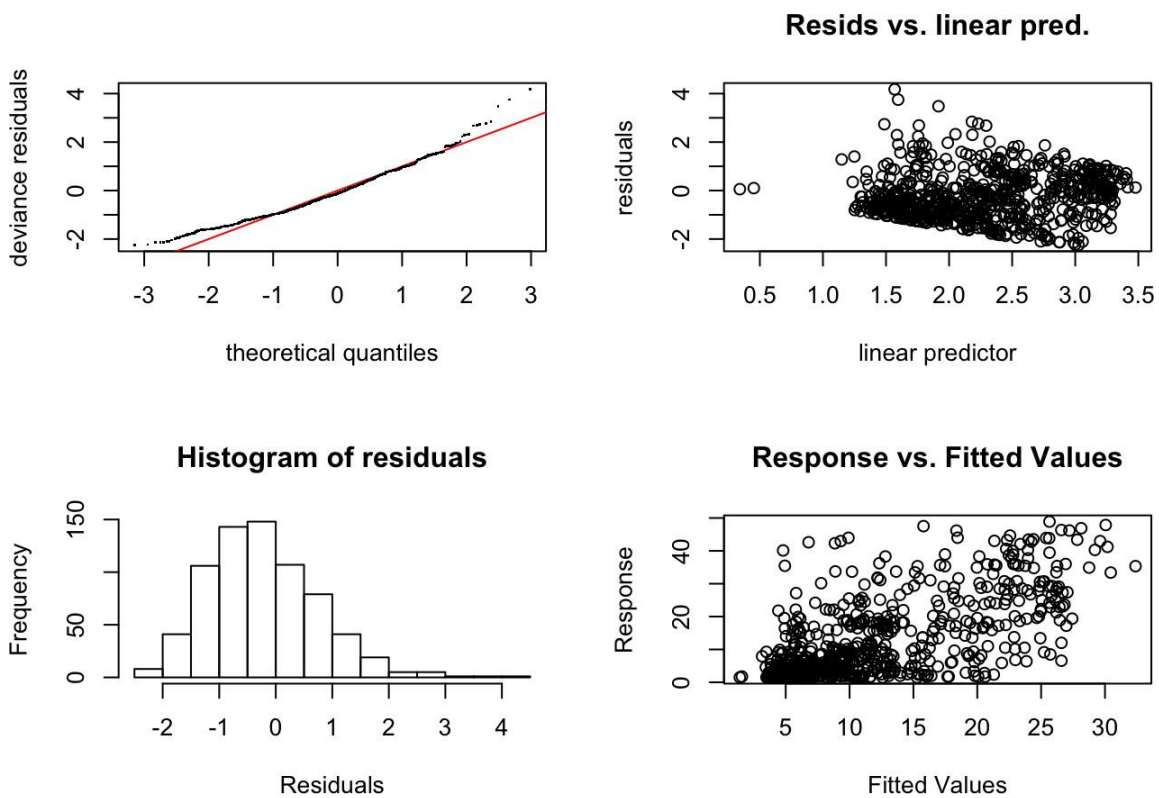 deviance residuals
4
2
0
-2
-3 -2 -1 0 1 2 3
theoretical quantiles
Resids vs. linear pred.
residuals
4
2
0
-2
0.5 1.0 1.5 2.0 2.5 3.0 3.5
linear predictor
Histogram of residuals
Frequency
150
50
0
-2 -1 0 1 2 3 4
Residuals
Response vs. Fitted Values
Response
40
20
0
5 10 15 20 25 30
Fitted Values